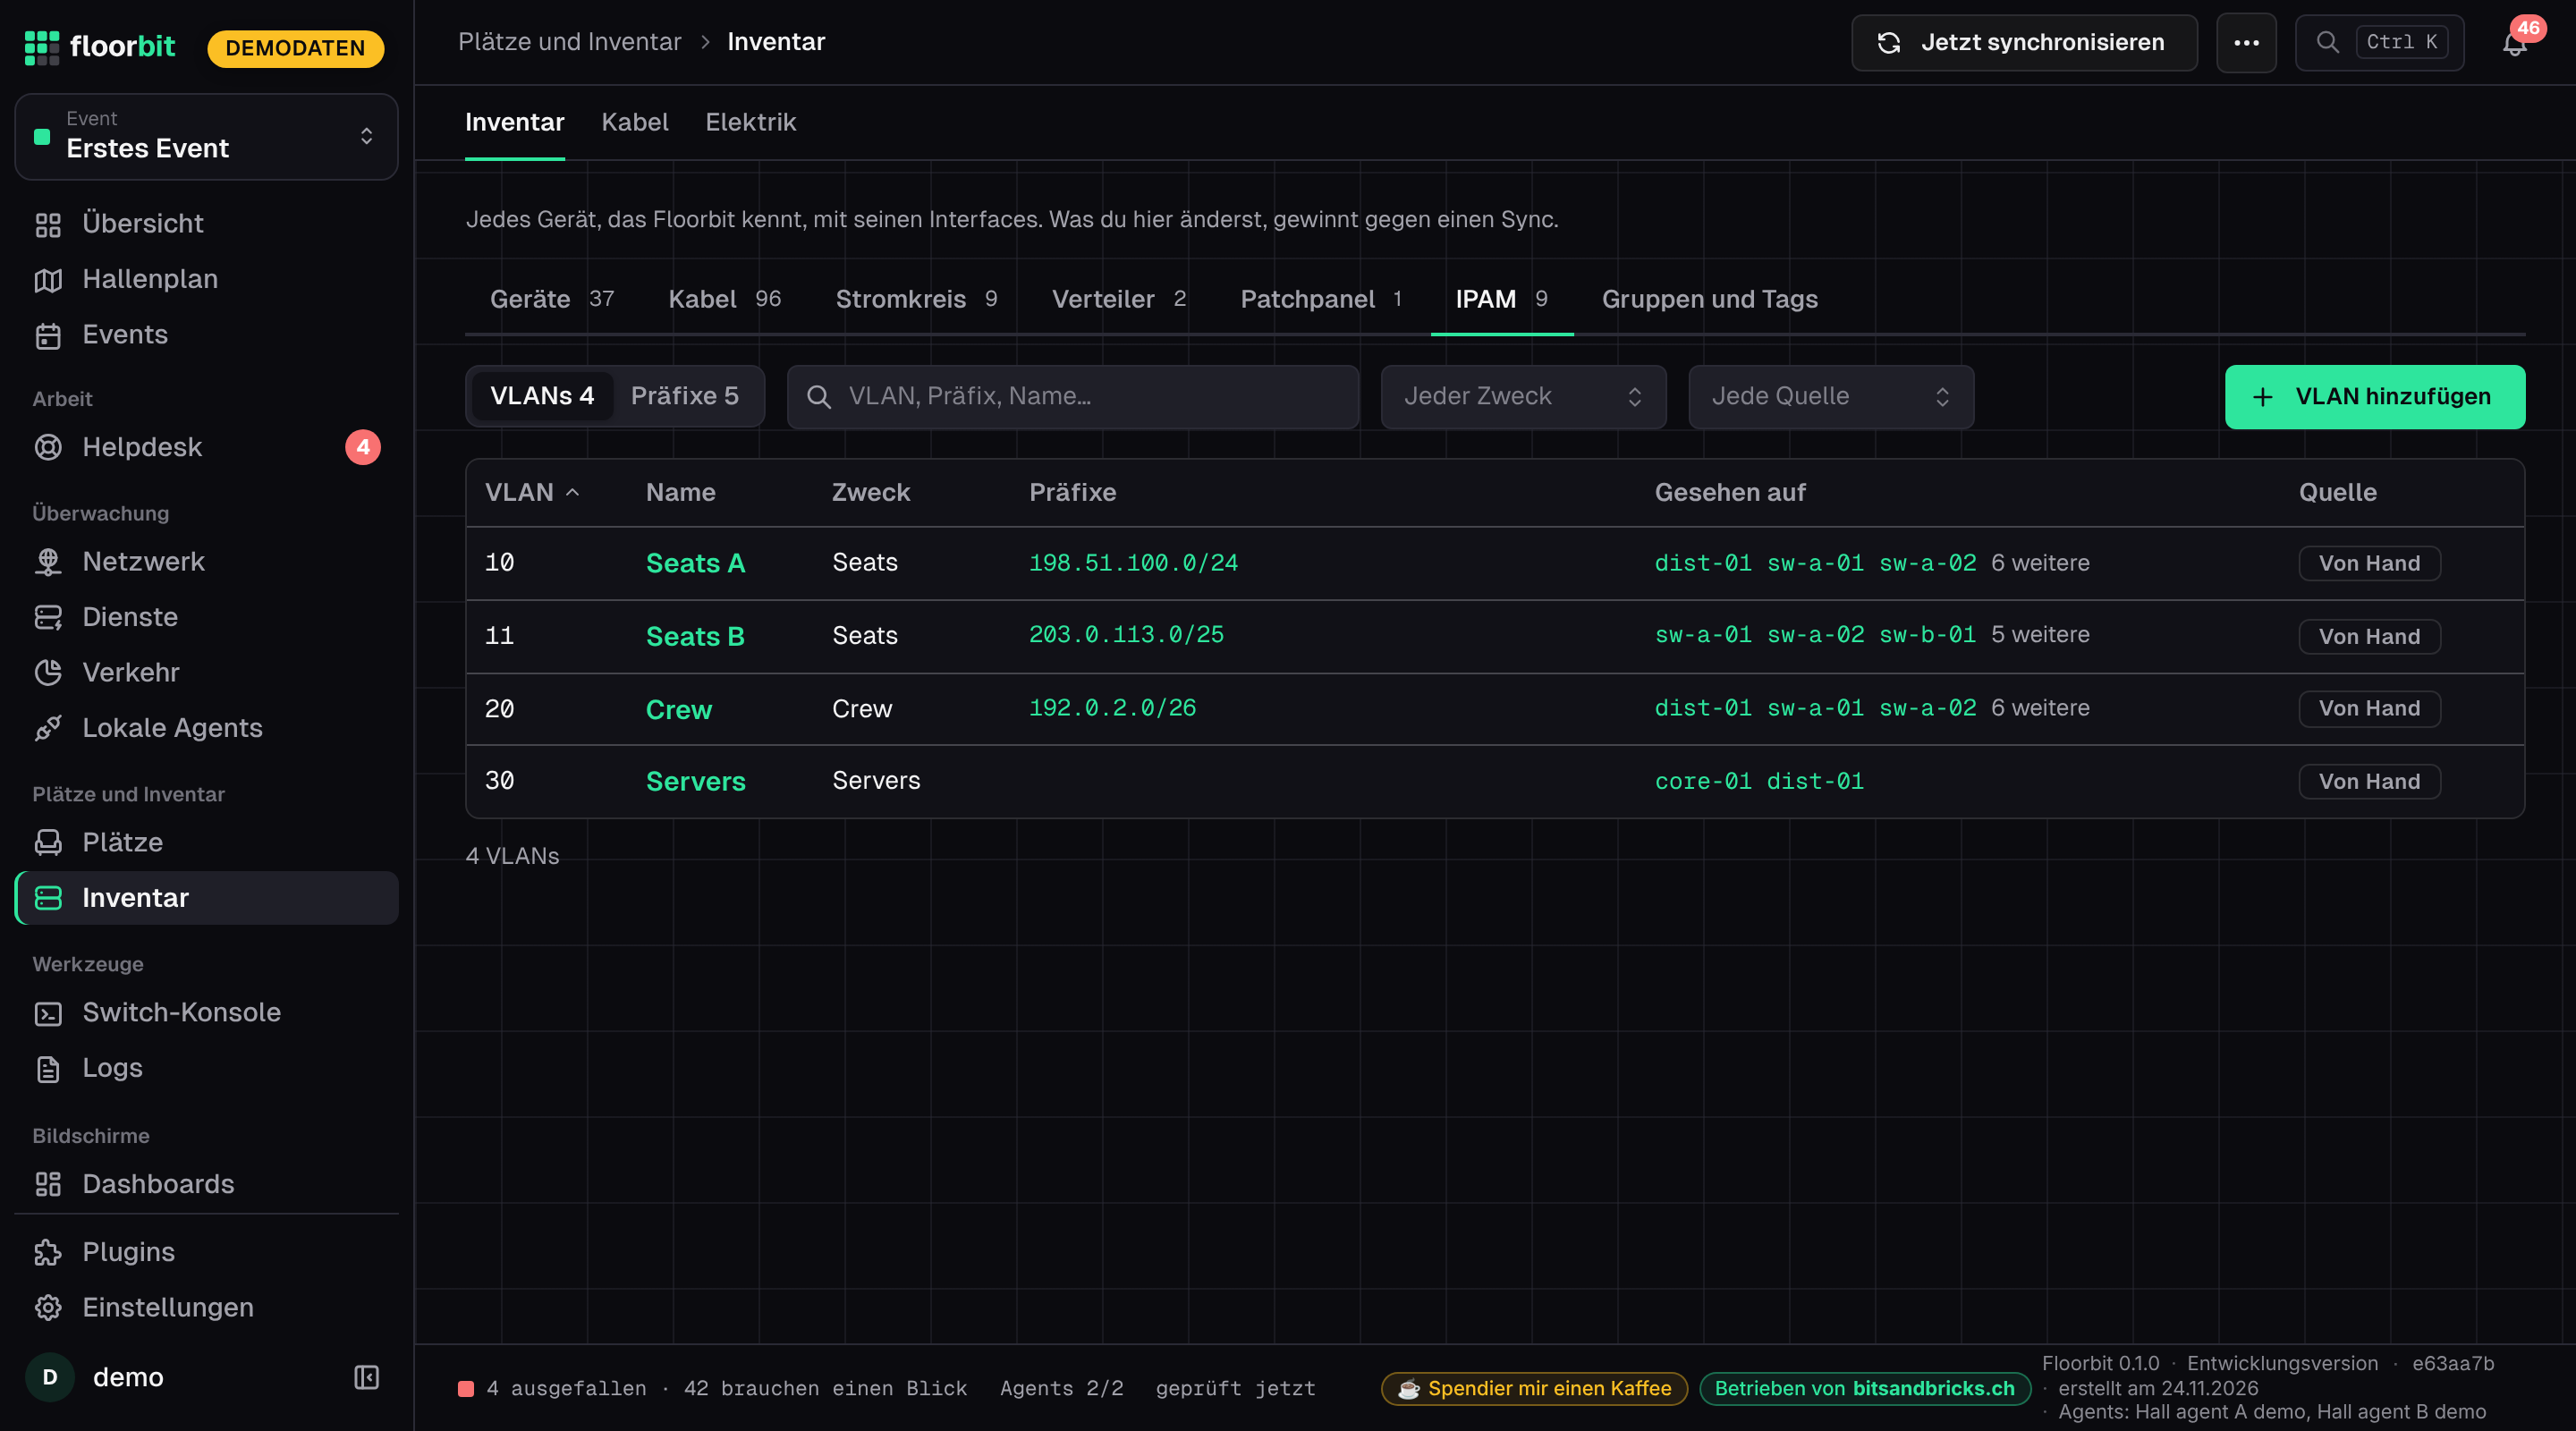 floorbit DEMODATEN
Event
Erstes Event
Übersicht
Hallenplan
Events
Arbeit
Helpdesk 4
Überwachung
Netzwerk
Dienste
Verkehr
Lokale Agents
Plätze und Inventar
Plätze
Inventar
Werkzeuge
Switch-Konsole
Logs
Bildschirme
Dashboards
Plugins
Einstellungen
D demo
Plätze und Inventar > Inventar
Jetzt synchronisieren
Ctrl K
46
Inventar Kabel Elektrik
Jedes Gerät, das Floorbit kennt, mit seinen Interfaces. Was du hier änderst, gewinnt gegen einen Sync.
Geräte 37 Kabel 96 Stromkreis 9 Verteiler 2 Patchpanel 1 IPAM 9 Gruppen und Tags
VLANs 4 Präfixe 5 VLAN, Präfix, Name... Jeder Zweck Jede Quelle + VLAN hinzufügen
VLAN Name Zweck Präfixe Gesehen auf Quelle
10 Seats A Seats 198.51.100.0/24 dist-01 sw-a-01 sw-a-02 6 weitere Von Hand
11 Seats B Seats 203.0.113.0/25 sw-a-01 sw-a-02 sw-b-01 5 weitere Von Hand
20 Crew Crew 192.0.2.0/26 dist-01 sw-a-01 sw-a-02 6 weitere Von Hand
30 Servers Servers core-01 dist-01 Von Hand
4 VLANs
4 ausgefallen · 42 brauchen einen Blick Agents 2/2 geprüft jetzt
☕ Spendier mir einen Kaffee
Betrieben von bitsandbricks.ch
Floorbit 0.1.0 · Entwicklungsversion · e63aa7b
· erstellt am 24.11.2026
· Agents: Hall agent A demo, Hall agent B demo